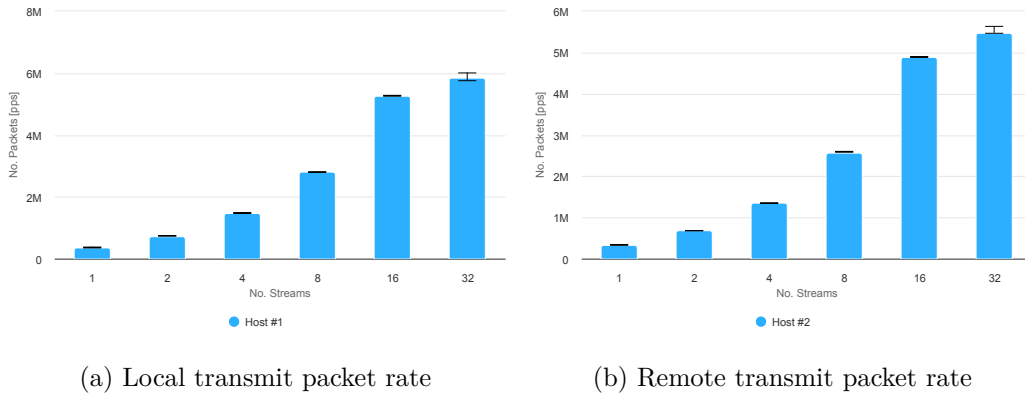 8M
6M
4M
2M
0
No. Packets [pps]
1 2 4 8 16 32
No. Streams
Host #1
(a) Local transmit packet rate
6M
5M
4M
3M
2M
1M
0
No. Packets [pps]
1 2 4 8 16 32
No. Streams
Host #2
(b) Remote transmit packet rate